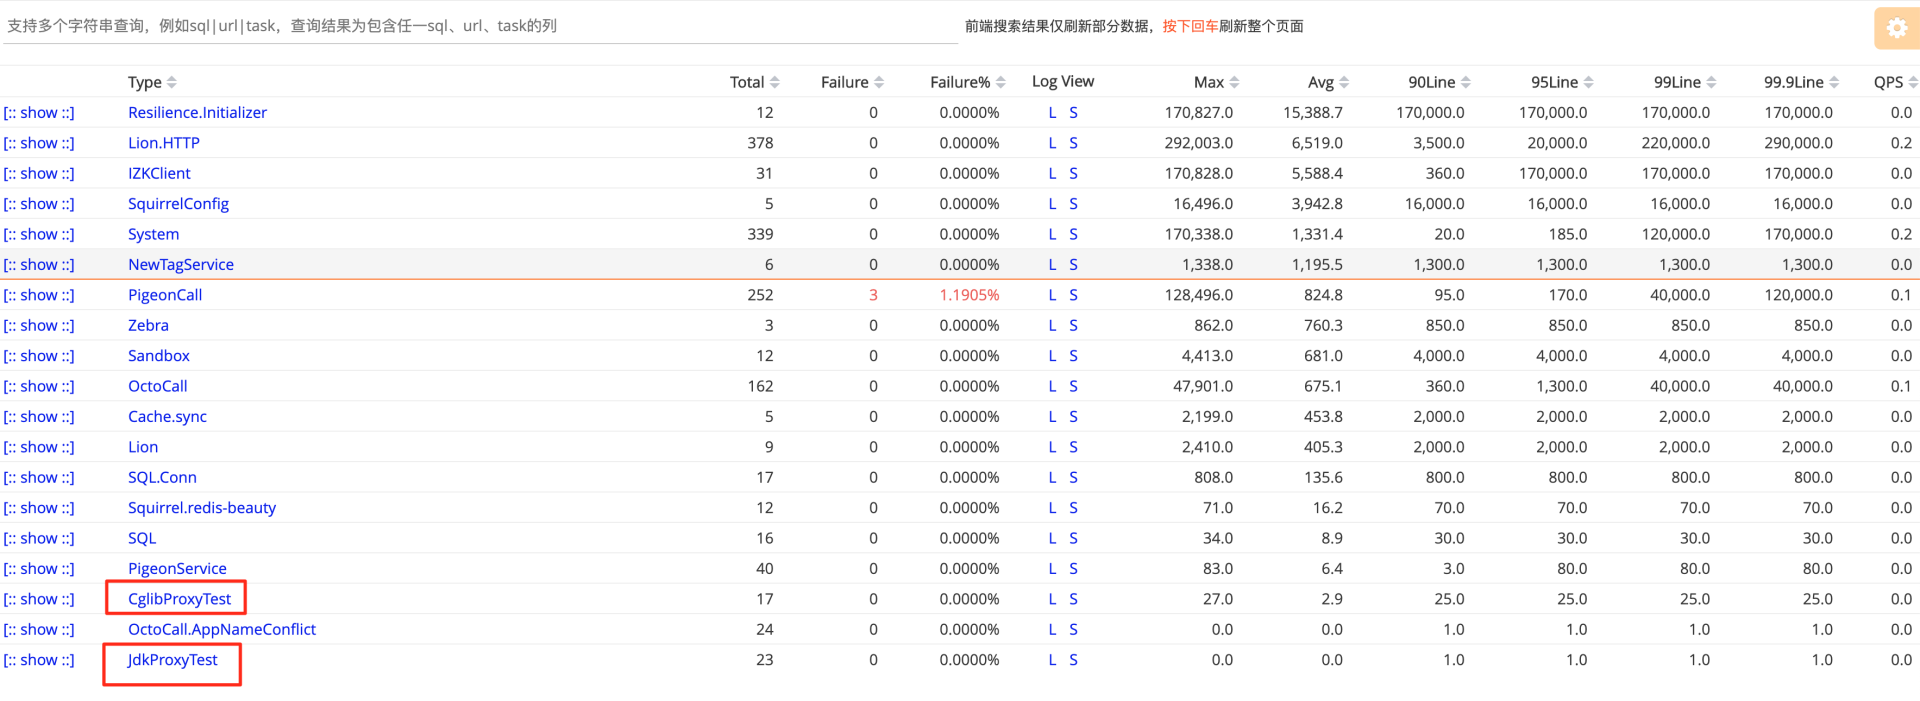 支持多个字符串查询，例如sql|url|task，查询结果为包含任一sql、url、task的列 前端搜索结果仅刷新部分数据，按下回车刷新整个页面
Type Total Failure Failure% Log View Max Avg 90Line 95Line 99Line 99.9Line QPS
[:: show ::] Resilience.Initializer 12 0 0.0000% L S 170,827.0 15,388.7 170,000.0 170,000.0 170,000.0 170,000.0 0.0
[:: show ::] Lion.HTTP 378 0 0.0000% L S 292,003.0 6,519.0 3,500.0 20,000.0 220,000.0 290,000.0 0.2
[:: show ::] IZKClient 31 0 0.0000% L S 170,828.0 5,588.4 360.0 170,000.0 170,000.0 170,000.0 0.0
[:: show ::] SquirrelConfig 5 0 0.0000% L S 16,496.0 3,942.8 16,000.0 16,000.0 16,000.0 16,000.0 0.0
[:: show ::] System 339 0 0.0000% L S 170,338.0 1,331.4 20.0 185.0 120,000.0 170,000.0 0.2
[:: show ::] NewTagService 6 0 0.0000% L S 1,338.0 1,195.5 1,300.0 1,300.0 1,300.0 1,300.0 0.0
[:: show ::] PigeonCall 252 3 1.1905% L S 128,496.0 824.8 95.0 170.0 40,000.0 120,000.0 0.1
[:: show ::] Zebra 3 0 0.0000% L S 862.0 760.3 850.0 850.0 850.0 850.0 0.0
[:: show ::] Sandbox 12 0 0.0000% L S 4,413.0 681.0 4,000.0 4,000.0 4,000.0 4,000.0 0.0
[:: show ::] OctoCall 162 0 0.0000% L S 47,901.0 675.1 360.0 1,300.0 40,000.0 40,000.0 0.1
[:: show ::] Cache.sync 5 0 0.0000% L S 2,199.0 453.8 2,000.0 2,000.0 2,000.0 2,000.0 0.0
[:: show ::] Lion 9 0 0.0000% L S 2,410.0 405.3 2,000.0 2,000.0 2,000.0 2,000.0 0.0
[:: show ::] SQL.Conn 17 0 0.0000% L S 808.0 135.6 800.0 800.0 800.0 800.0 0.0
[:: show ::] Squirrel.redis-beauty 12 0 0.0000% L S 71.0 16.2 70.0 70.0 70.0 70.0 0.0
[:: show ::] SQL 16 0 0.0000% L S 34.0 8.9 30.0 30.0 30.0 30.0 0.0
[:: show ::] PigeonService 40 0 0.0000% L S 83.0 6.4 3.0 80.0 80.0 80.0 0.0
[:: show ::] CglibProxyTest 17 0 0.0000% L S 27.0 2.9 25.0 25.0 25.0 25.0 0.0
[:: show ::] OctoCall.AppNameConflict 24 0 0.0000% L S 0.0 0.0 1.0 1.0 1.0 1.0 0.0
[:: show ::] JdkProxyTest 23 0 0.0000% L S 0.0 0.0 1.0 1.0 1.0 1.0 0.0